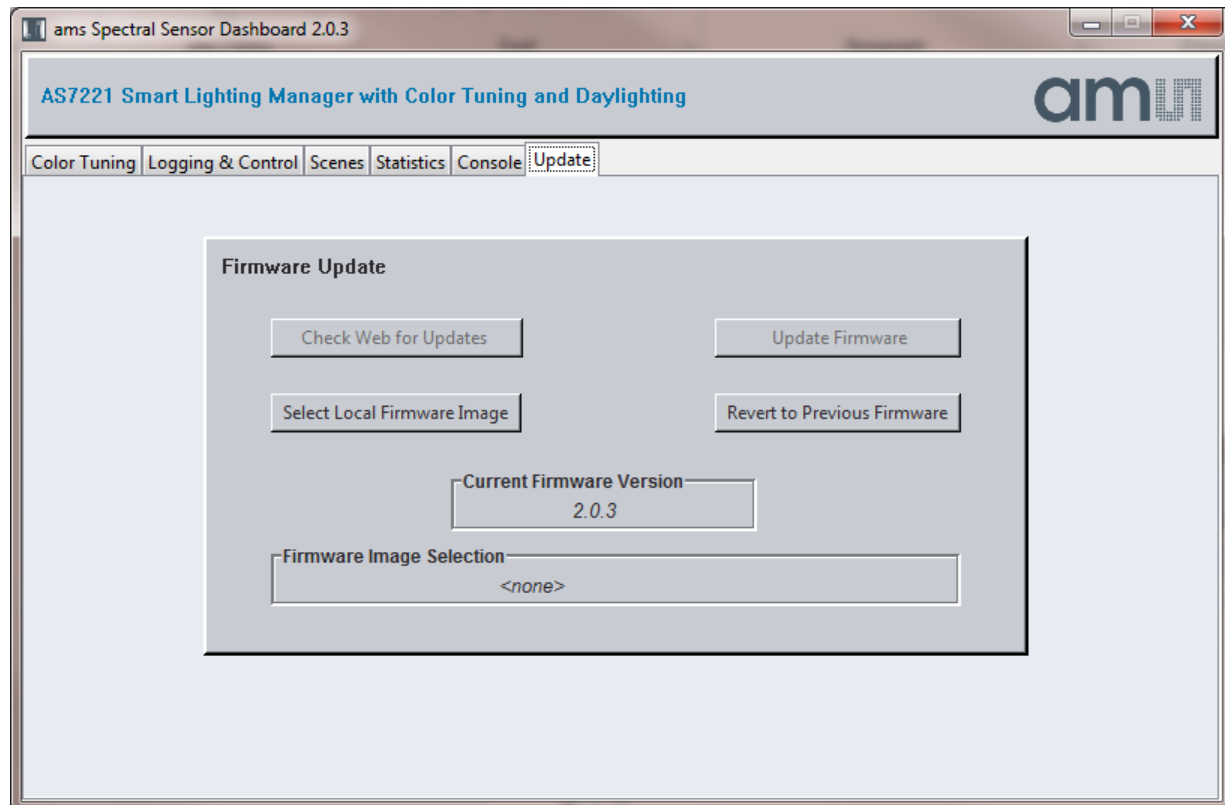 ams Spectral Sensor Dashboard 2.0.3
AS7221 Smart Lighting Manager with Color Tuning and Daylighting
am
Color Tuning Logging & Control Scenes Statistics Console Update
Firmware Update
Check Web for Updates Update Firmware
Select Local Firmware Image Revert to Previous Firmware
Current Firmware Version
2.0.3
Firmware Image Selection
<none>